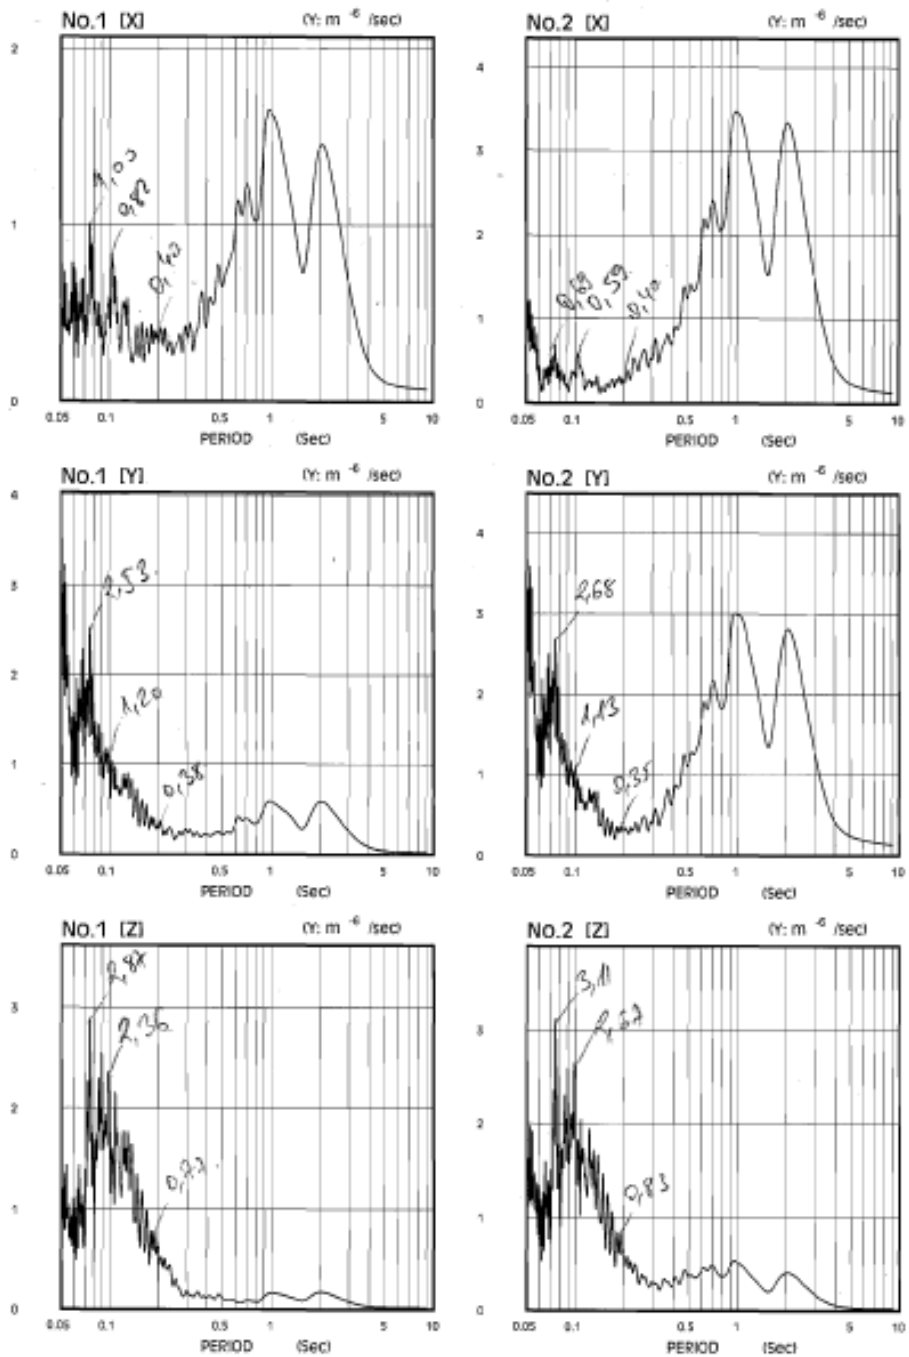 No.1 [X] (Y: m -6 /sec)
2
1
0
1,00
0,82
0,40
0.05 0.1 0.5 1 5 10
PERIOD (Sec)
No.2 [X] (Y: m -6 /sec)
4
3
2
1
0
0,69
0,59
0,40
0.05 0.1 0.5 1 5 10
PERIOD (Sec)
No.1 [Y] (Y: m -6 /sec)
4
3
2
1
0
2,53
1,20
0,38
0.05 0.1 0.5 1 5 10
PERIOD (Sec)
No.2 [Y] (Y: m -6 /sec)
4
3
2
1
0
2,68
1,13
0,35
0.05 0.1 0.5 1 5 10
PERIOD (Sec)
No.1 [Z] (Y: m -6 /sec)
3
2
1
0
2,36
0.05 0.1 0.5 1 5 10
PERIOD (Sec)
No.2 [Z] (Y: m -6 /sec)
3
2
1
0
3,11
0,83
0.05 0.1 0.5 1 5 10
PERIOD (Sec)